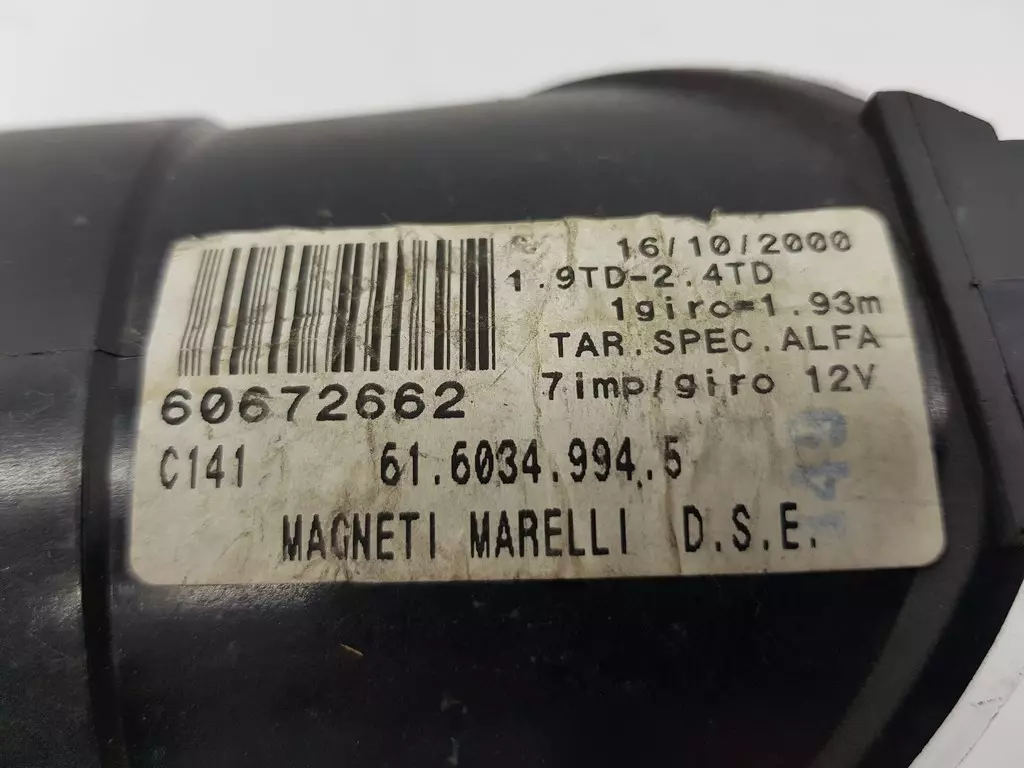 16/10/2000
1.9TD-2.4TD
1giro=1.93m
TAR.SPEC.ALFA
7imp/giro 12V
60672662
C141 61.6034.994.5
MAGNETI MARELLI D.S.E.
149